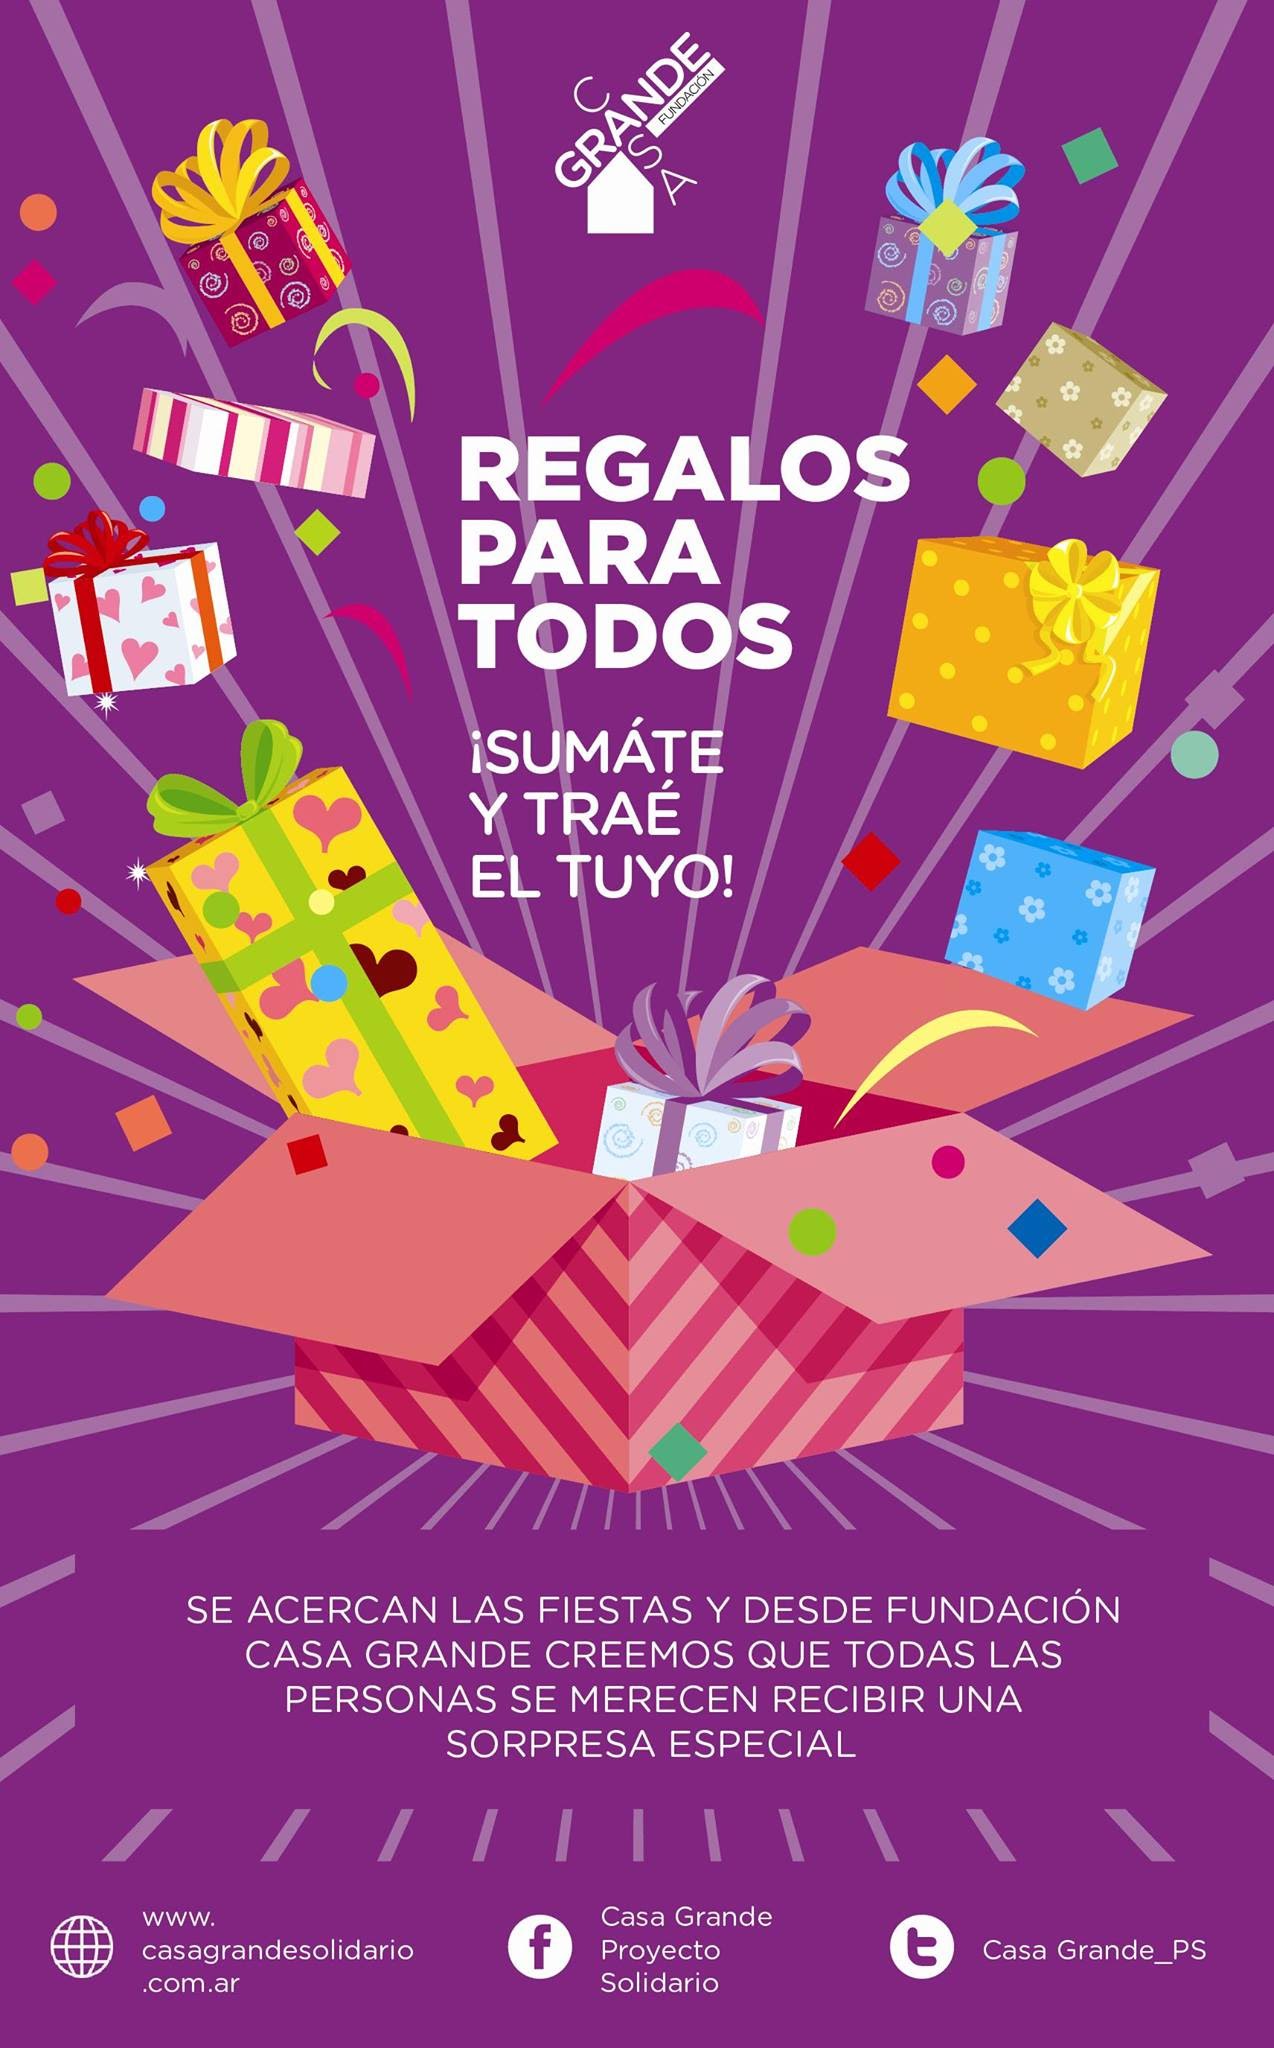 CASA
GRANDE
FUNDACIÓN
REGALOS
PARA
TODOS
¡SUMÁTE
Y TRAÉ
EL TUYO!
SE ACERCAN LAS FIESTAS Y DESDE FUNDACIÓN
CASA GRANDE CREEMOS QUE TODAS LAS
PERSONAS SE MERECEN RECIBIR UNA
SORPRESA ESPECIAL
www.
casagrandesolidario
.com.ar
Casa Grande
Proyecto
Solidario
Casa Grande_PS